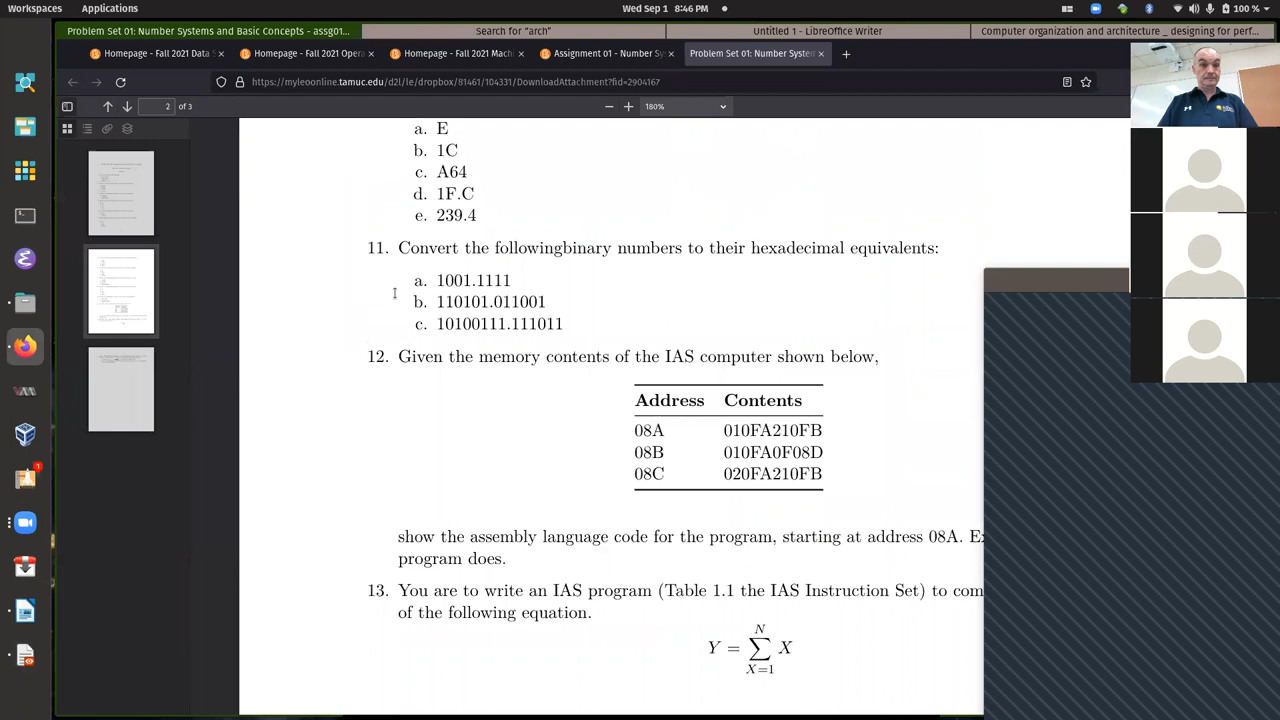 Wed Sep 1 8:46 PM
100 %
Activities
Applications
Problem Set 01: Number Systems and Basic Concepts - assg01...
Search for "arch"
Untitled 1 - LibreOffice Writer
Computer organization and architecture _ designing for perf...
Homepage - Fall 2021 Data S
Homepage - Fall 2021 Opera
Homepage - Fall 2021 Machi
Assignment 01 - Number Sys
Problem Set 01: Number System
https://myleoonline.tamuc.edu/d2l/le/dropbox/81461/104331/DownloadAttachment?fid=2904167
2 of 3
180%
a. E
b. 1C
c. A64
d. 1F.C
e. 239.4
11. Convert the followingbinary numbers to their hexadecimal equivalents:
a. 1001.1111
b. 110101.011001
c. 10100111.111011
12. Given the memory contents of the IAS computer shown below,
Address Contents
08A 010FA210FB
08B 010FA0F08D
08C 020FA210FB
show the assembly language code for the program, starting at address 08A. Ex
program does.
13. You are to write an IAS program (Table 1.1 the IAS Instruction Set) to com
of the following equation.
N
Y = ∑ X
X=1